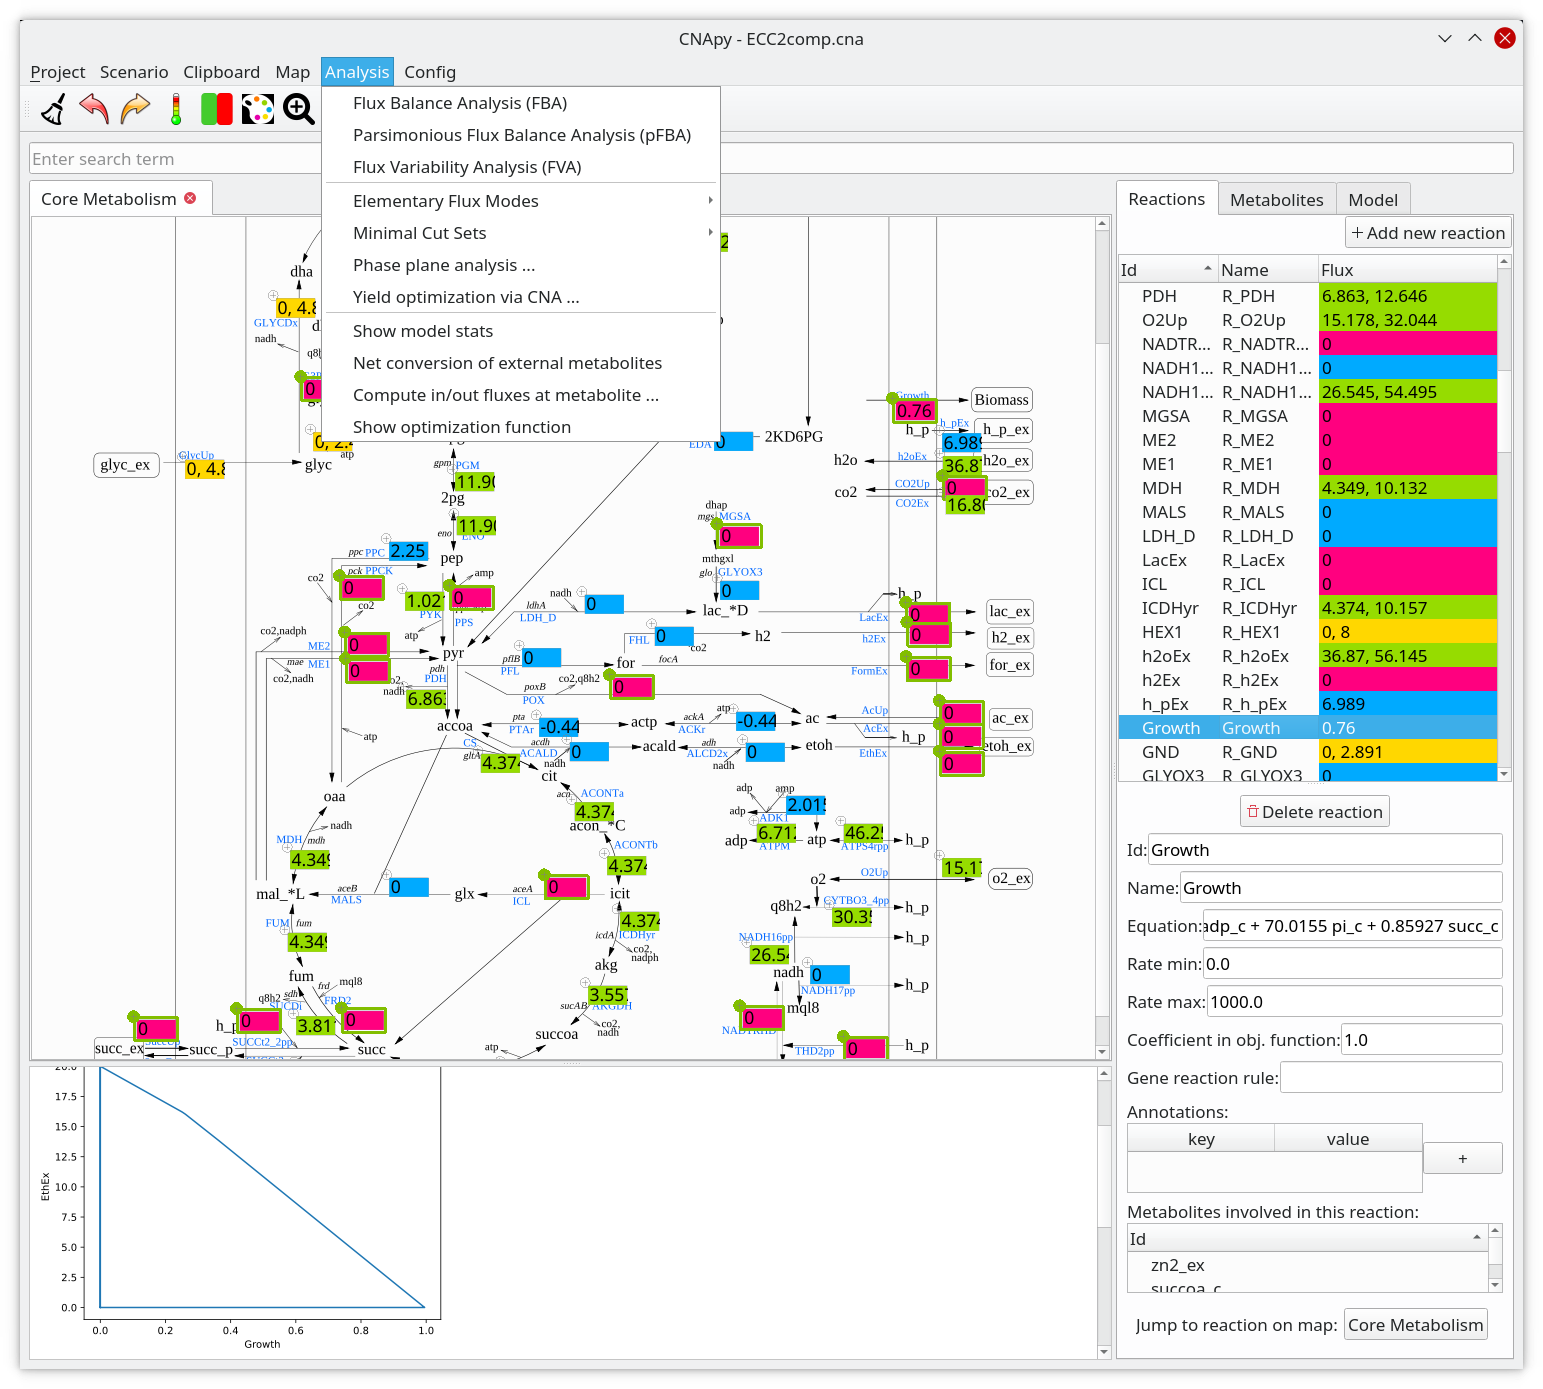 CNApy - ECC2comp.cna
Project Scenario Clipboard Map Analysis Config
Flux Balance Analysis (FBA)
Parsimonious Flux Balance Analysis (pFBA)
Flux Variability Analysis (FVA)
Elementary Flux Modes
Minimal Cut Sets
Phase plane analysis ...
Yield optimization via CNA ...
Show model stats
Net conversion of external metabolites
Compute in/out fluxes at metabolite ...
Show optimization function
Enter search term
Core Metabolism
dha
0, 4.8
GLYCDx
nadh
0
0, 2.
atp
glyc_ex
GlycUp
0, 4.8
glyc
gpm
PGM
11.90
2pg
11.90
eno
ENO
ppc PPC
2.25
pep
pck PPCK
0
co2
co2
1.02
PYK
atp
0
amp
PPS
co2,nadph
ME2
0
mae ME1
0
co2,nadh
pyr
pdh
PDH
6.863
co2,
nadh
EDA
0
2KD6PG
Growth
0.76
Biomass
h_p
h_pEx
6.989
h_p_ex
h2o
h2oEx
36.87
h2o_ex
co2
CO2Up
0
CO2Ex
16.80
co2_ex
dhap
mgs
MGSA
0
mthgxl
glo
GLYOX3
0
nadh
ldhA
LDH_D
0
lac_*D
h_p
LacEx
0
lac_ex
FHL
0
co2
h2
h2Ex
0
h2_ex
pflB
PFL
0
for
focA
FormEx
0
for_ex
poxB
POX
co2,q8h2
0
accoa
pta
PTAr
-0.44
actp
ackA
ACKr
atp
-0.44
ac
AcUp
0
AcEx
0
ac_ex
h_p
acdh
ACALD
0
nadh
acald
adh
ALCD2x
nadh
0
etoh
EthEx
0
etoh_ex
CS
gltA
4.374
cit
atp
oaa
acn
ACONTa
4.374
acon_*C
ACONTb
4.374
icit
MDH
mdh
nadh
4.349
mal_*L
aceB
MALS
0
glx
aceA
ICL
0
FUM
fum
4.349
fum
4.374
icdA
ICDHyr
co2,
nadph
akg
3.557
sucAB
AKGDH
co2,
nadh
succoa
q8h2
sdh
SUCDi
3.81
frd
FRD2
mql8
0
0
0
h_p
succ_ex
succ_p
SUCCt2_2pp
succ
atp
adp
amp
adp
ADK1
2.015
adp
6.712
ATPM
atp
46.25
ATPS4rpp
h_p
o2
O2Up
15.17
o2_ex
q8h2
CYTBO3_4pp
30.35
h_p
NADH16pp
26.54
h_p
nadh
0
NADH17pp
h_p
mql8
0
THD2pp
0
h_p
20.0
17.5
15.0
12.5
10.0
7.5
5.0
2.5
0.0
EthEx
0.0 0.2 0.4 0.6 0.8 1.0
Growth
Reactions Metabolites Model
Add new reaction
Id Name Flux
PDH R_PDH 6.863, 12.646
O2Up R_O2Up 15.178, 32.044
NADTR... R_NADTR... 0
NADH1... R_NADH1... 0
NADH1... R_NADH1... 26.545, 54.495
MGSA R_MGSA 0
ME2 R_ME2 0
ME1 R_ME1 0
MDH R_MDH 4.349, 10.132
MALS R_MALS 0
LDH_D R_LDH_D 0
LacEx R_LacEx 0
ICL R_ICL 0
ICDHyr R_ICDHyr 4.374, 10.157
HEX1 R_HEX1 0, 8
h2oEx R_h2oEx 36.87, 56.145
h2Ex R_h2Ex 0
h_pEx R_h_pEx 6.989
Growth Growth 0.76
GND R_GND 0, 2.891
GLYOX3 R_GLYOX3 0
Delete reaction
Id: Growth
Name: Growth
Equation: adp_c + 70.0155 pi_c + 0.85927 succ_c
Rate min: 0.0
Rate max: 1000.0
Coefficient in obj. function: 1.0
Gene reaction rule:
Annotations:
key value
+
Metabolites involved in this reaction:
Id
zn2_ex
succoa_c
Jump to reaction on map: Core Metabolism